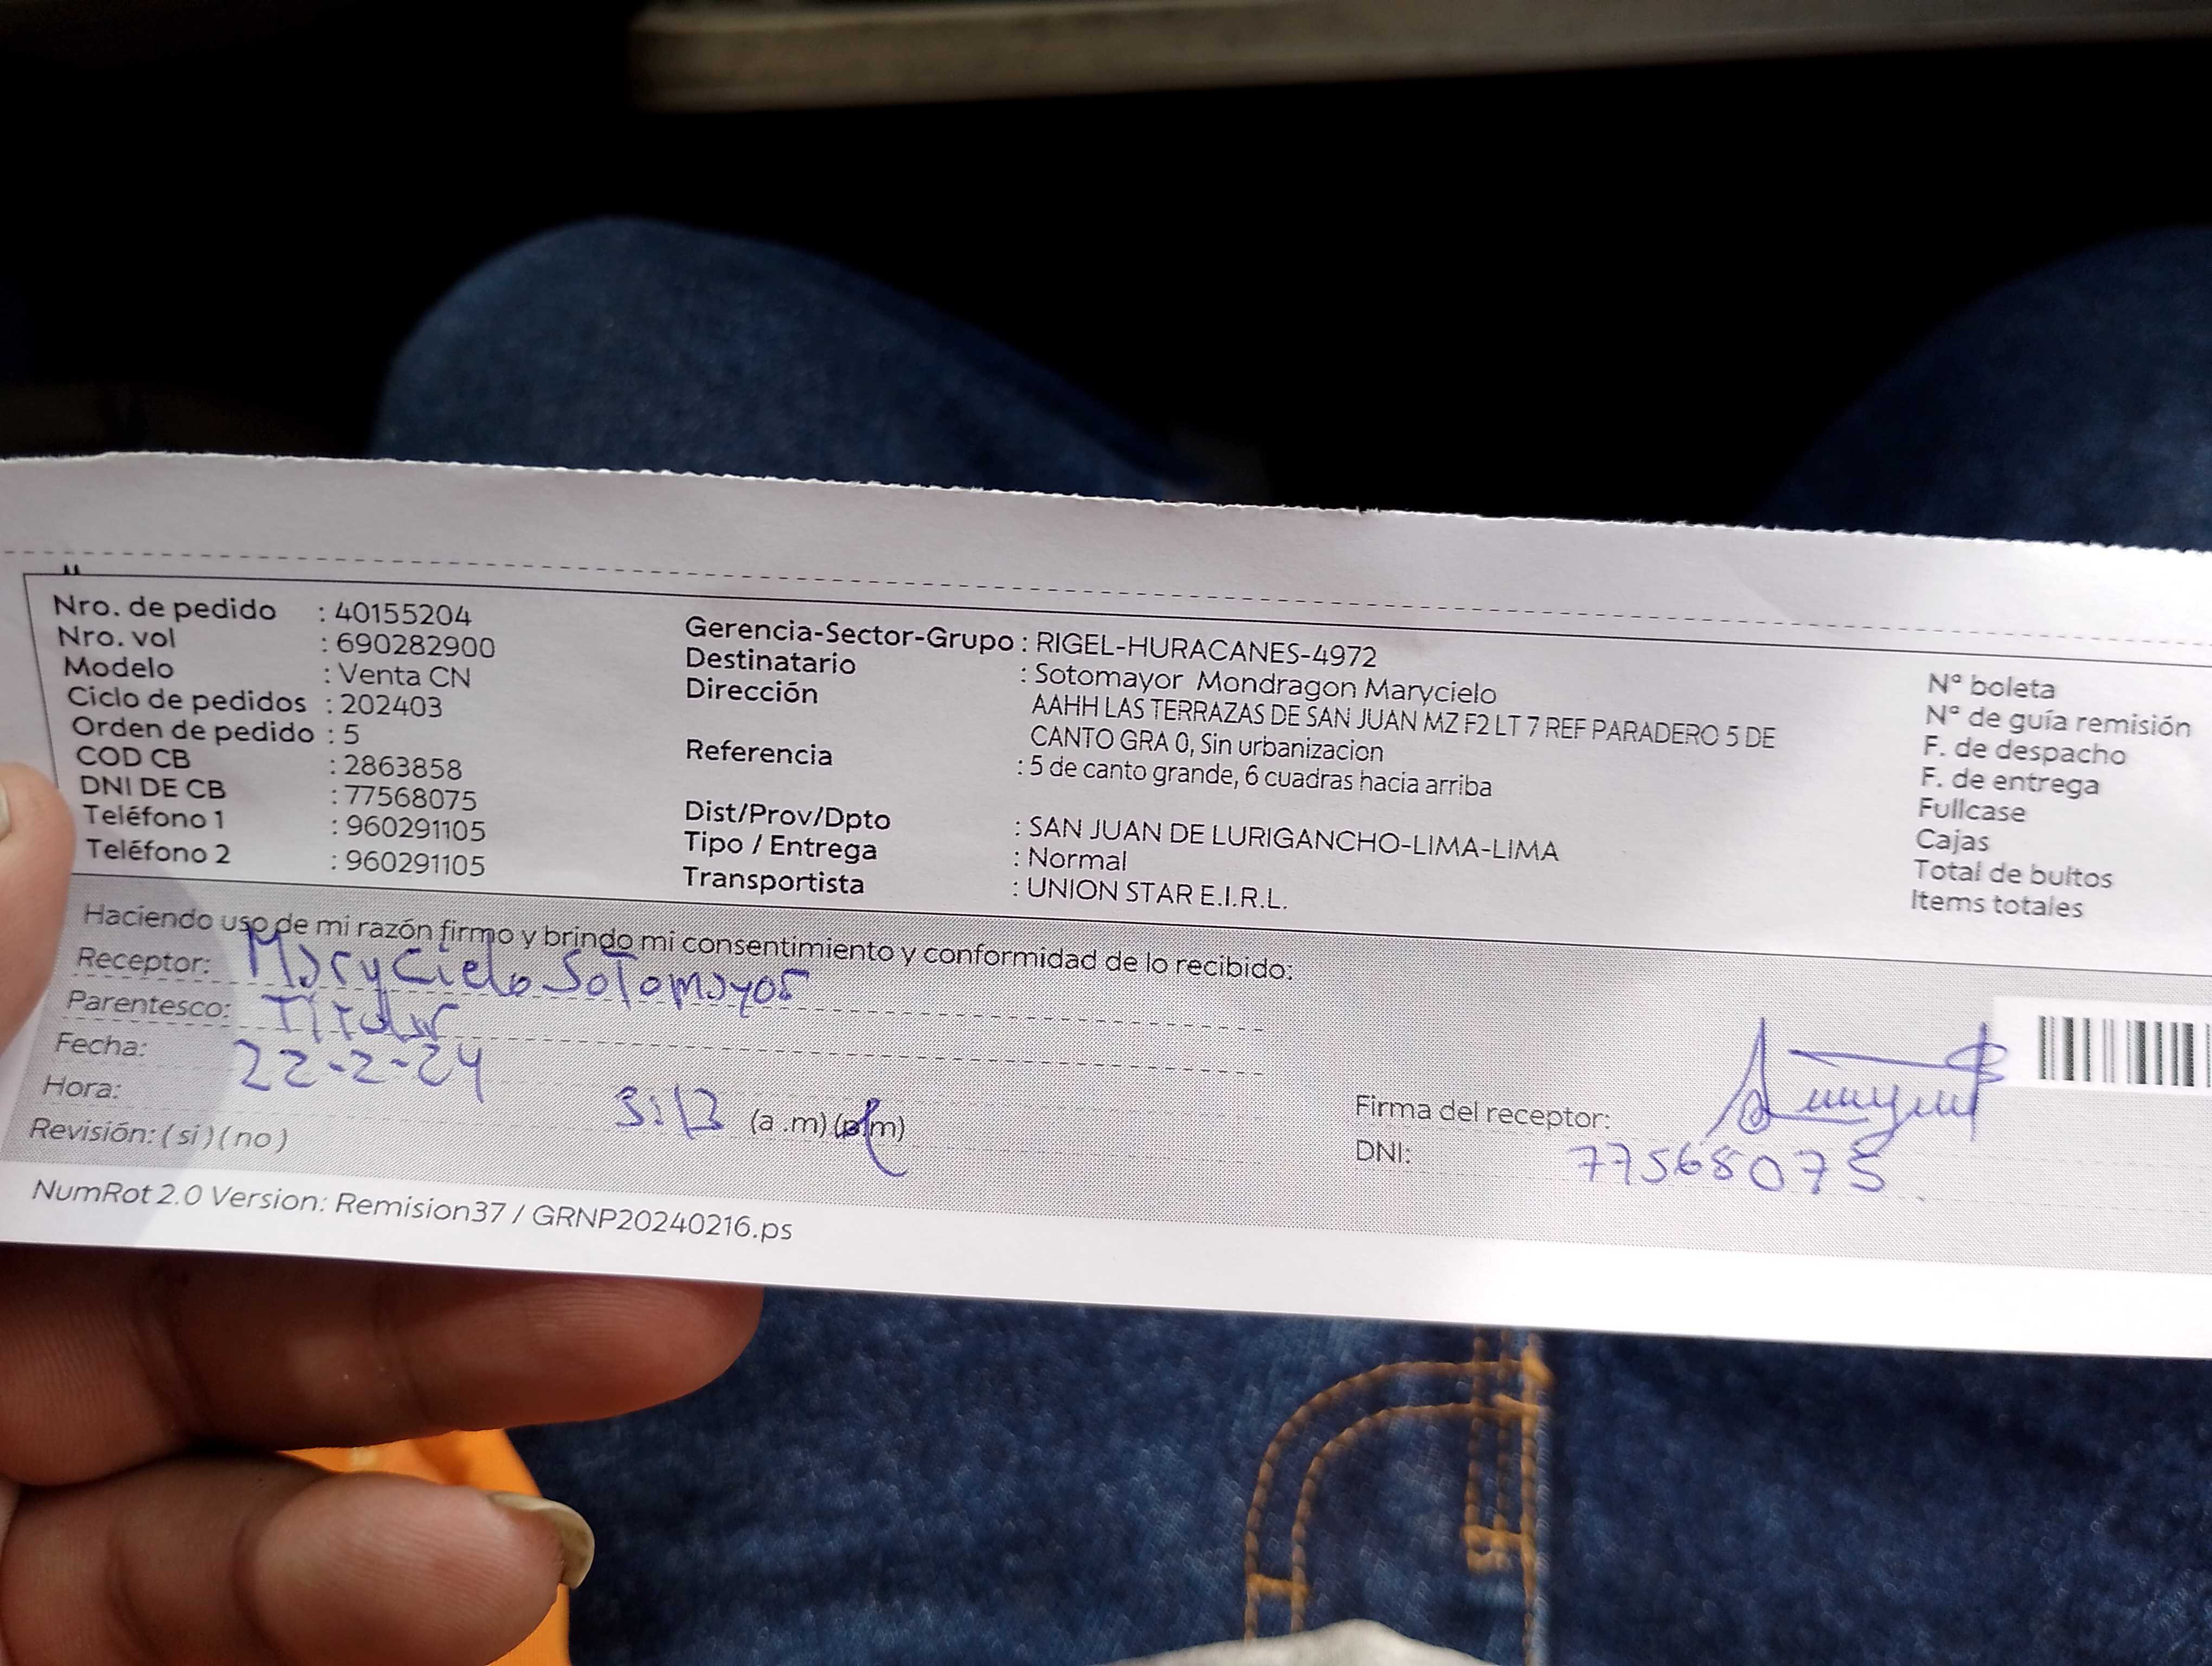 Nro. de pedido : 40155204
Nro. vol : 690282900
Modelo : Venta CN
Ciclo de pedidos : 202403
Orden de pedido : 5
COD CB : 2863858
DNI DE CB : 77568075
Teléfono 1 : 960291105
Teléfono 2 : 960291105
Gerencia-Sector-Grupo : RIGEL-HURACANES-4972
Destinatario : Sotomayor Mondragon Marycielo
Dirección AAHH LAS TERRAZAS DE SAN JUAN MZ F2 LT 7 REF PARADERO 5 DE
CANTO GRA 0, Sin urbanizacion
Referencia : 5 de canto grande, 6 cuadras hacia arriba
Dist/Prov/Dpto : SAN JUAN DE LURIGANCHO-LIMA-LIMA
Tipo / Entrega : Normal
Transportista : UNION STAR E.I.R.L.
Nº boleta
Nº de guía remisión
F. de despacho
F. de entrega
Fullcase
Cajas
Total de bultos
Items totales
Haciendo uso de mi razón firmo y brindo mi consentimiento y conformidad de lo recibido:
Receptor: MaryCielo Sotomayor
Parentesco: Titular
Fecha: 22-2-24
Hora: (a .m) (p.m)
Revisión: ( si ) ( no )
Firma del receptor:
DNI: 77568075
NumRot 2.0 Version: Remision37 / GRNP20240216.ps